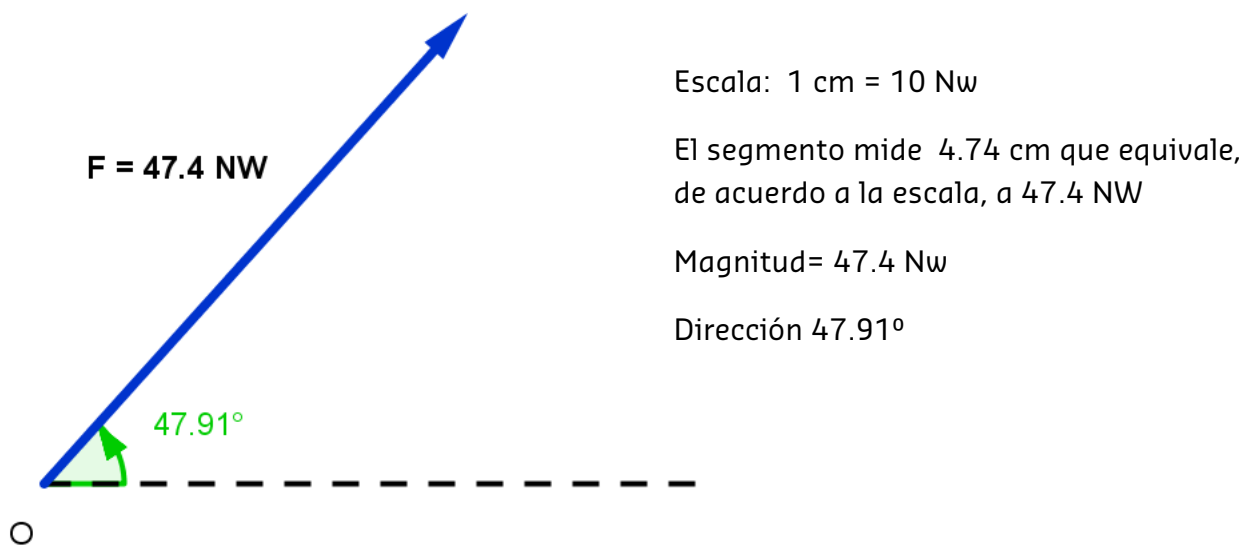 Escala:  1 cm = 10 Nw
F = 47.4 NW
El segmento mide  4.74 cm que equivale,
de acuerdo a la escala, a 47.4 NW
Magnitud= 47.4 Nw
Dirección 47.91º
47.91°
O